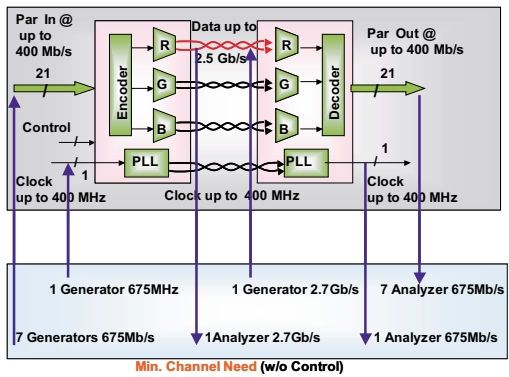 Par In @
up to
400 Mb/s
21
Control
1
Clock
up to 400 MHz
Encoder
R
G
B
PLL
Data up to
2.5 Gb/s
Clock up to 400 MHz
R
G
B
PLL
Decoder
Par Out @
up to 400 Mb/s
21
1
Clock
up to 400 MHz
1 Generator 675MHz
1 Generator 2.7Gb/s
7 Analyzer 675Mb/s
7 Generators 675Mb/s
1Analyzer 2.7Gb/s
1 Analyzer 675Mb/s
Min. Channel Need (w/o Control)